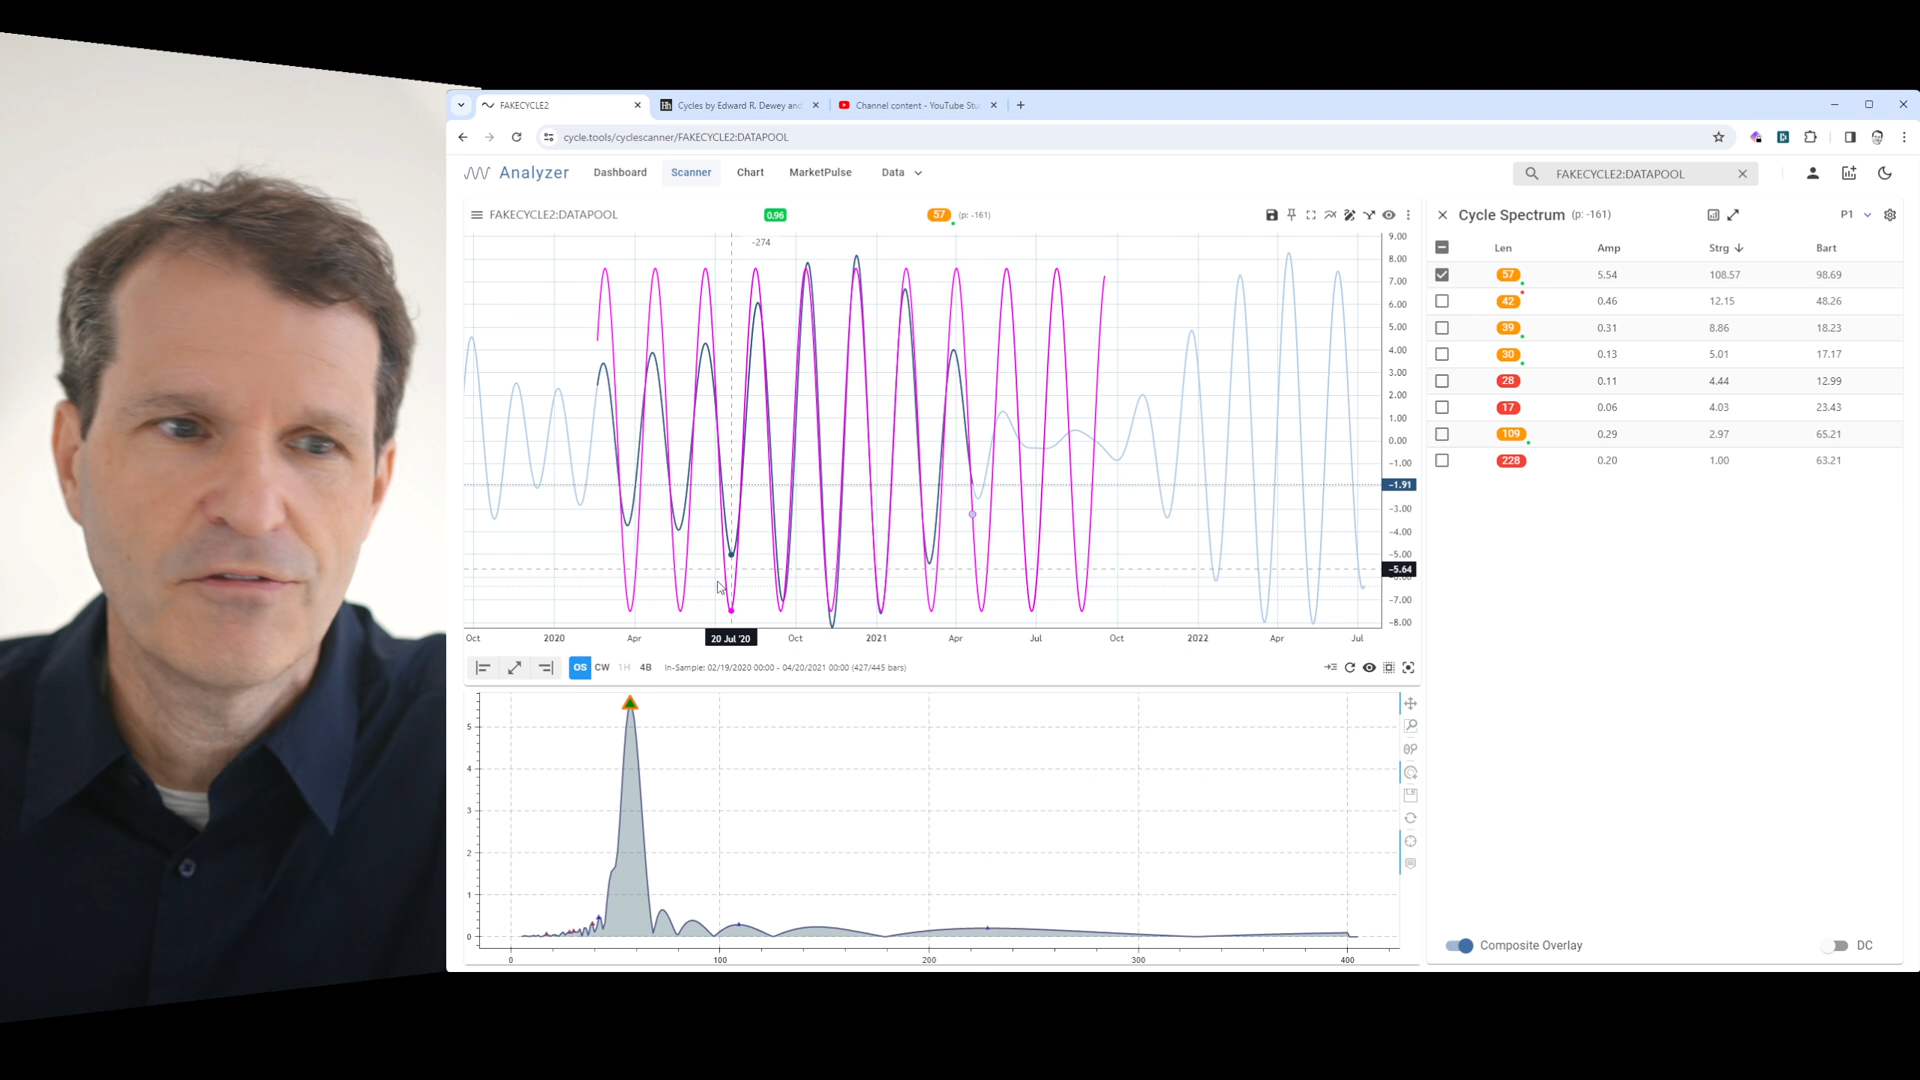 FAKECYCLE2
Cycles by Edward R. Dewey and
Channel content - YouTube Stu
cycle.tools/cyclescanner/FAKECYCLE2:DATAPOOL
Analyzer
Dashboard
Scanner
Chart
MarketPulse
Data
FAKECYCLE2:DATAPOOL
FAKECYCLE2:DATAPOOL
0.96
57 (p: -161)
-274
9.00
8.00
7.00
6.00
5.00
4.00
3.00
2.00
1.00
0.00
-1.00
-1.91
-3.00
-4.00
-5.00
-5.64
-7.00
-8.00
Oct 2020 Apr 20 Jul '20 Oct 2021 Apr Jul Oct 2022 Apr Jul
OS CW 1H 4B In-Sample: 02/19/2020 00:00 - 04/20/2021 00:00 (427/445 bars)
5
4
3
2
1
0
0 100 200 300 400
Cycle Spectrum (p: -161) P1
Len Amp Strg Bart
57 5.54 108.57 98.69
42 0.46 12.15 48.26
39 0.31 8.86 18.23
30 0.13 5.01 17.17
28 0.11 4.44 12.99
17 0.06 4.03 23.43
109 0.29 2.97 65.21
228 0.20 1.00 63.21
Composite Overlay DC